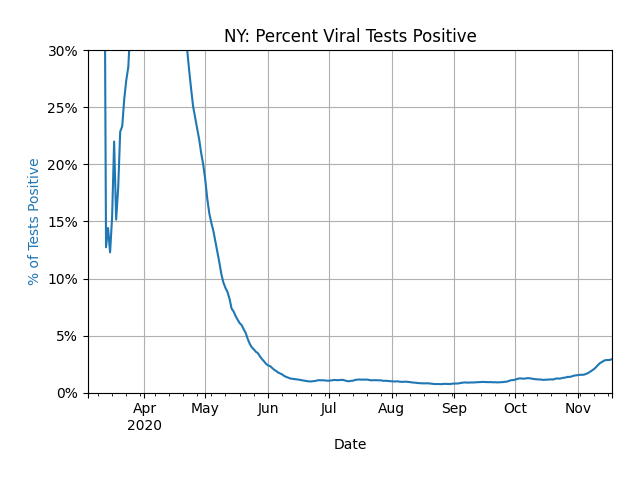 NY: Percent Viral Tests Positive
30%
25%
20%
15%
10%
5%
0%
% of Tests Positive
Apr
2020
May
Jun
Jul
Aug
Sep
Oct
Nov
Date